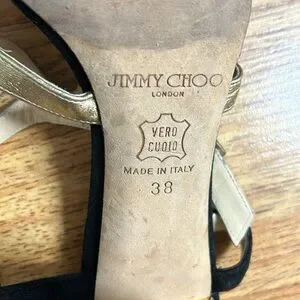 JIMMY CHOO
LONDON
VERO
CUOIO
MADE IN ITALY
38